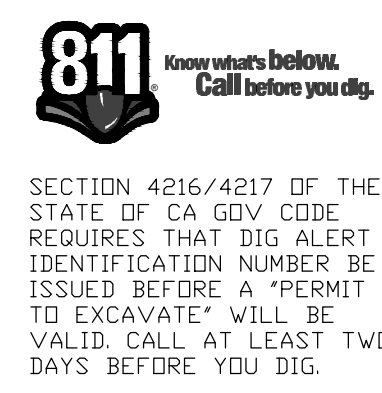 811®
Know what's below.
Call before you dig.
SECTION 4216/4217 OF THE
STATE OF CA GOV CODE
REQUIRES THAT DIG ALERT
IDENTIFICATION NUMBER BE
ISSUED BEFORE A "PERMIT
TO EXCAVATE" WILL BE
VALID. CALL AT LEAST TWO
DAYS BEFORE YOU DIG.